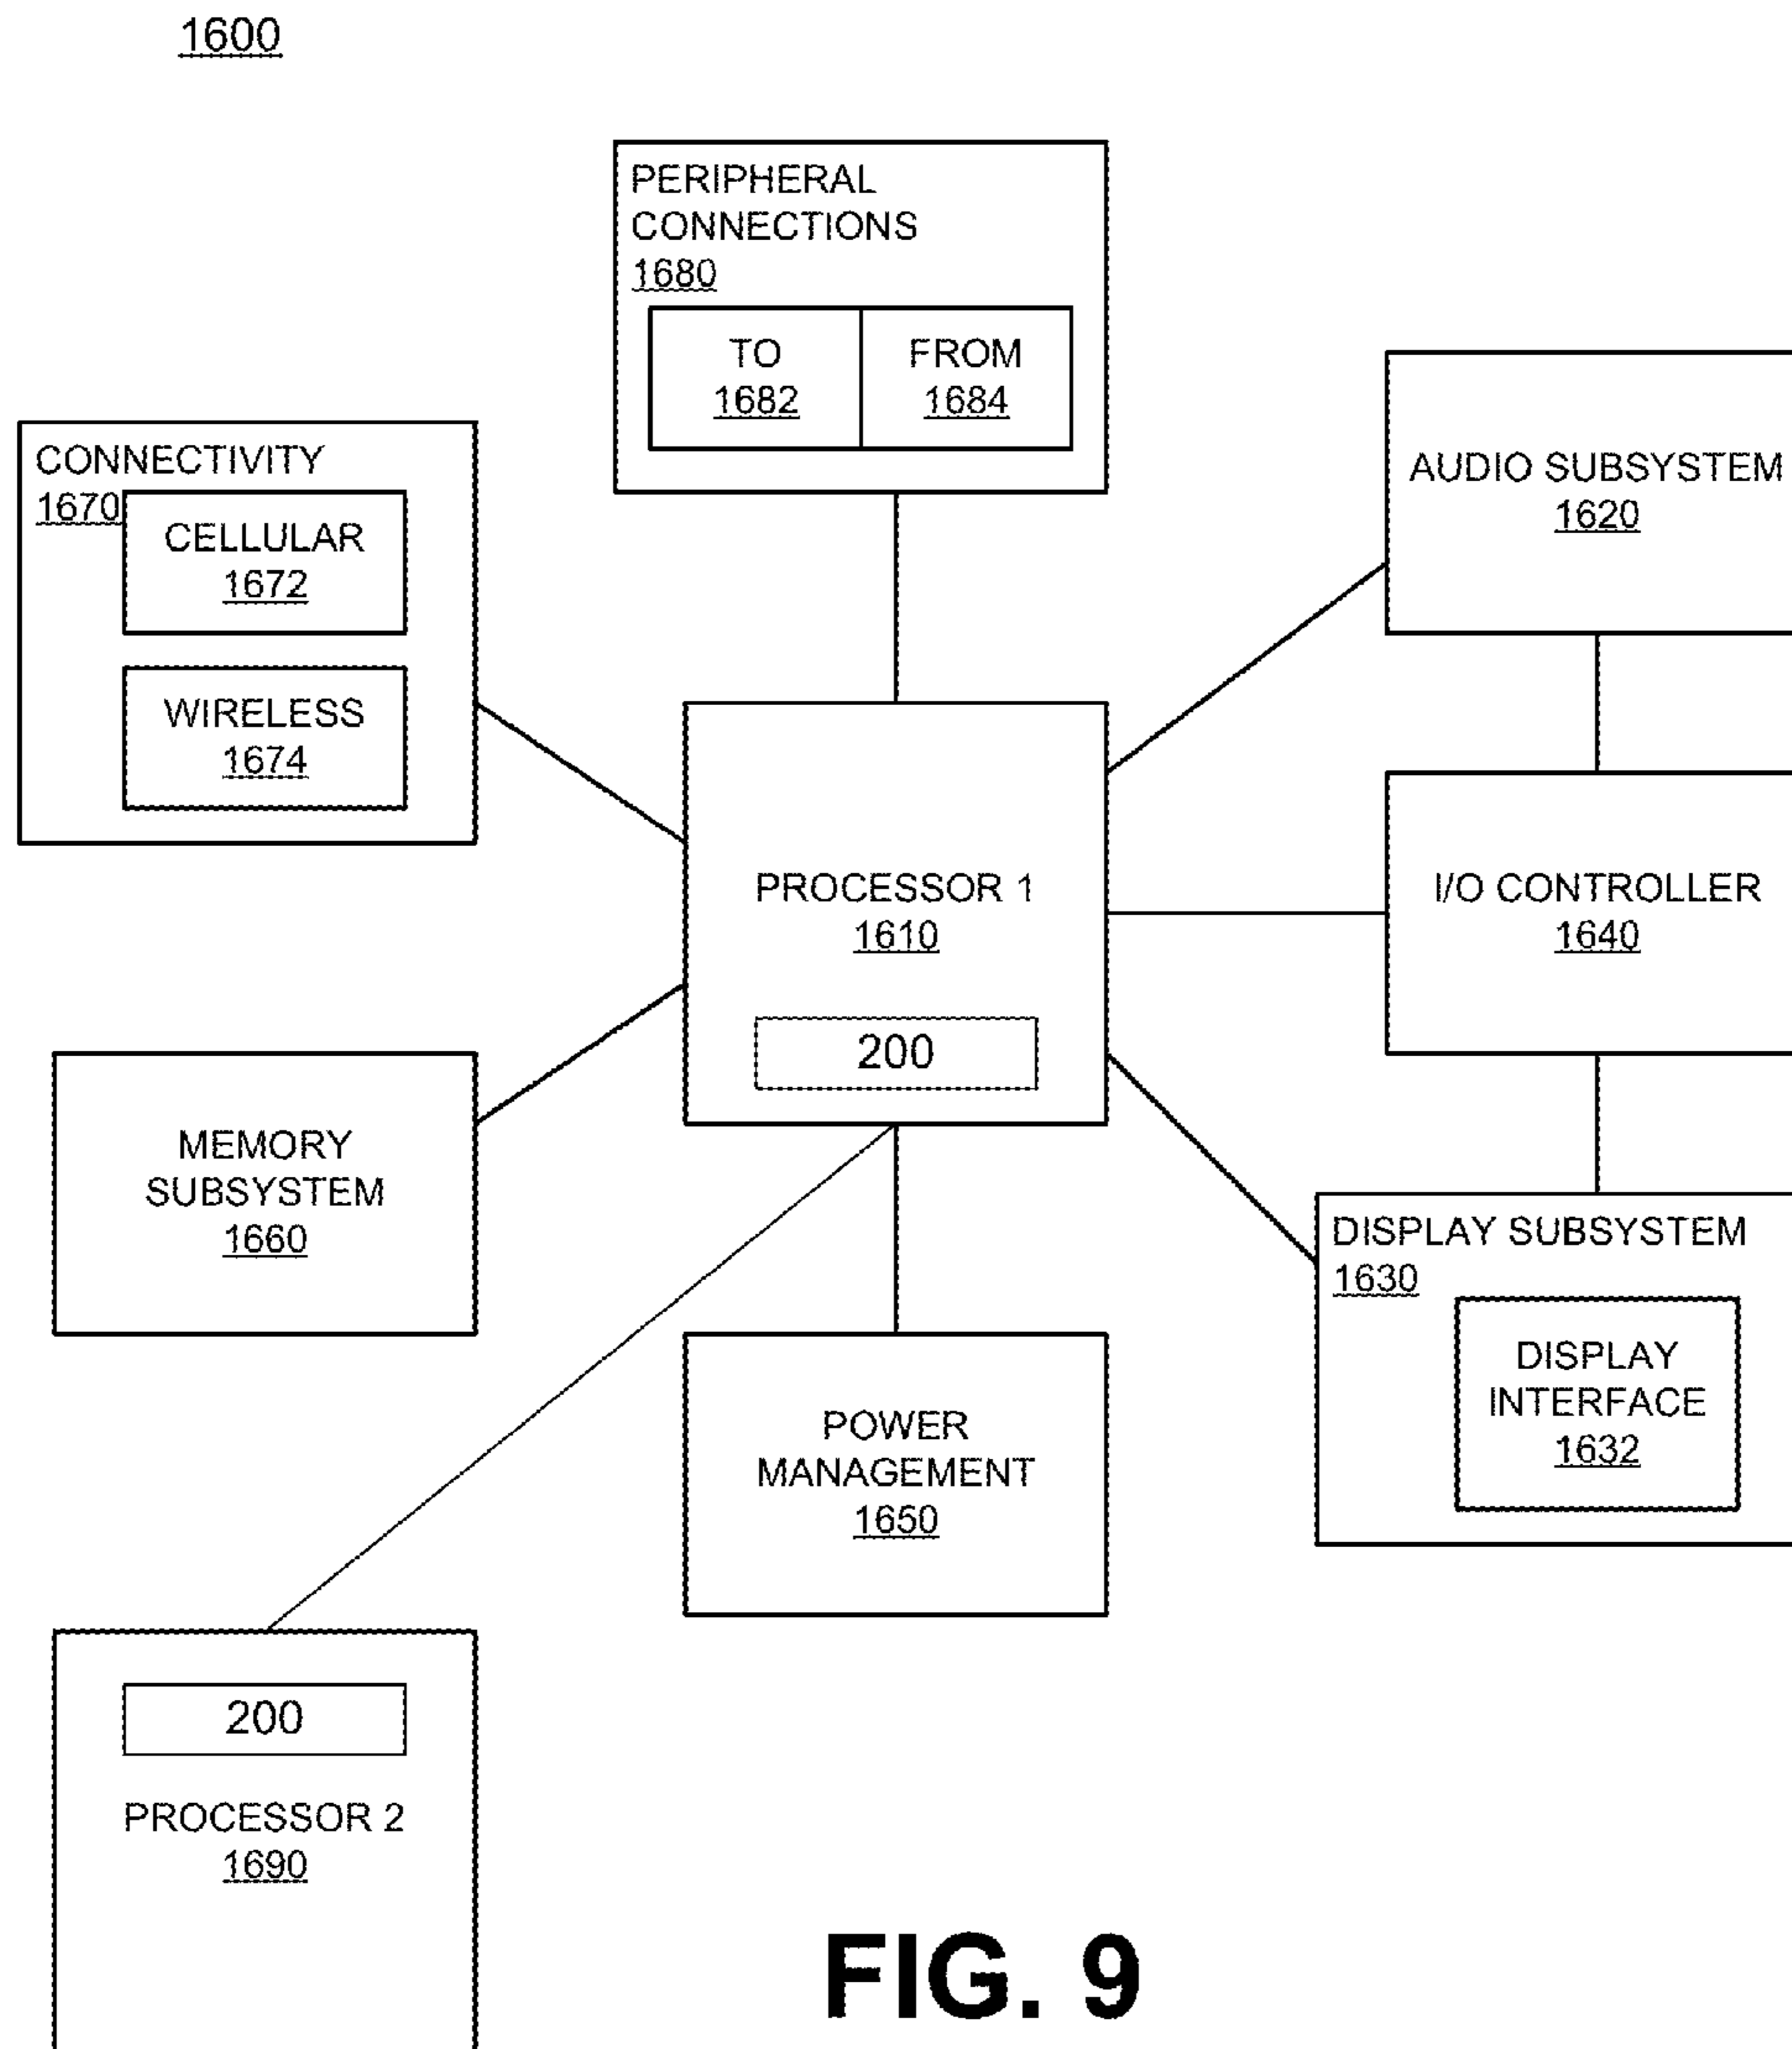 1600
PERIPHERAL
CONNECTIONS
1680
TO
1682
FROM
1684
CONNECTIVITY
1670
CELLULAR
1672
WIRELESS
1674
AUDIO SUBSYSTEM
1620
PROCESSOR 1
1610
200
I/O CONTROLLER
1640
MEMORY
SUBSYSTEM
1660
DISPLAY SUBSYSTEM
1630
DISPLAY
INTERFACE
1632
POWER
MANAGEMENT
1650
200
PROCESSOR 2
1690
FIG. 9